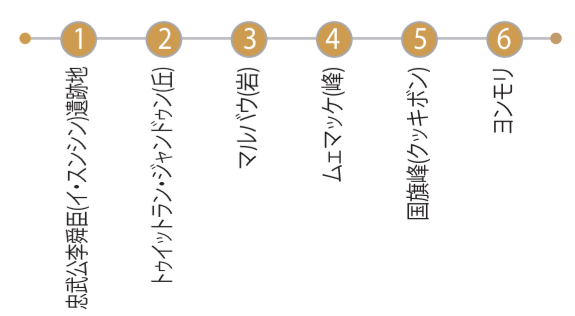 1
忠武公李舜臣(イ・スンシン)遺跡地
2
トゥイットラン・ジャンドゥン(丘)
3
マルバウ(岩)
4
ムェマッケ(峰)
5
国旗峰(クッキボン)
6
ヨンモリ